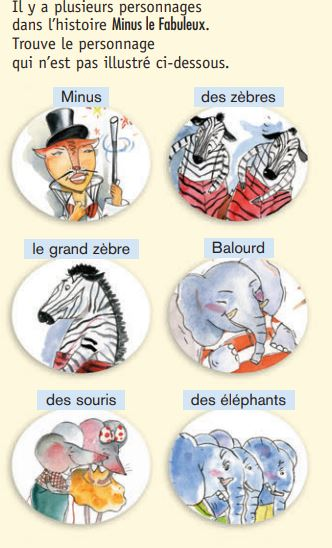 Il y a plusieurs personnages
dans l'histoire Minus le Fabuleux.
Trouve le personnage
qui n'est pas illustré ci-dessous.
Minus
des zèbres
le grand zèbre
Balourd
des souris
des éléphants